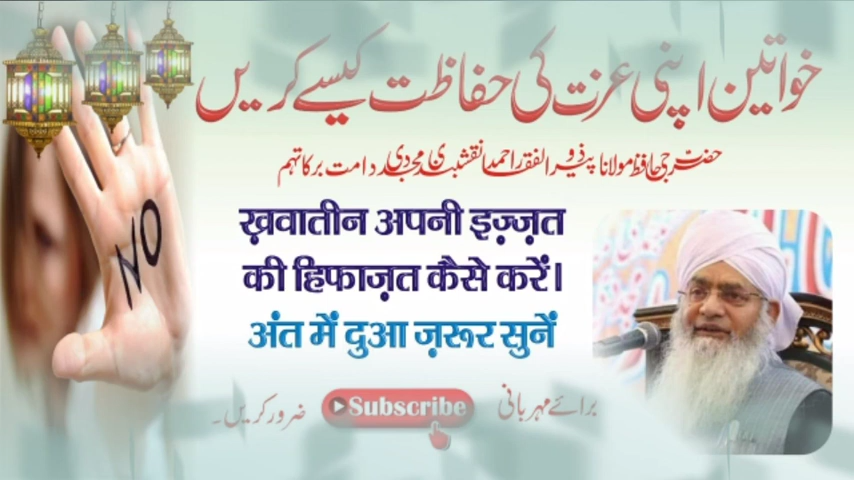 خواتین اپنی عزت کی حفاظت کیسے کریں
حضرت جی حافظ مولانا پیر ذوالفقار احمد نقشبندی مجددی دامت برکاتہم
NO
ख़वातीन अपनी इज़्ज़त
की हिफाज़त कैसे करें।
अंत में दुआ ज़रूर सुनें
برائے مہربانی Subscribe ضرور کریں۔